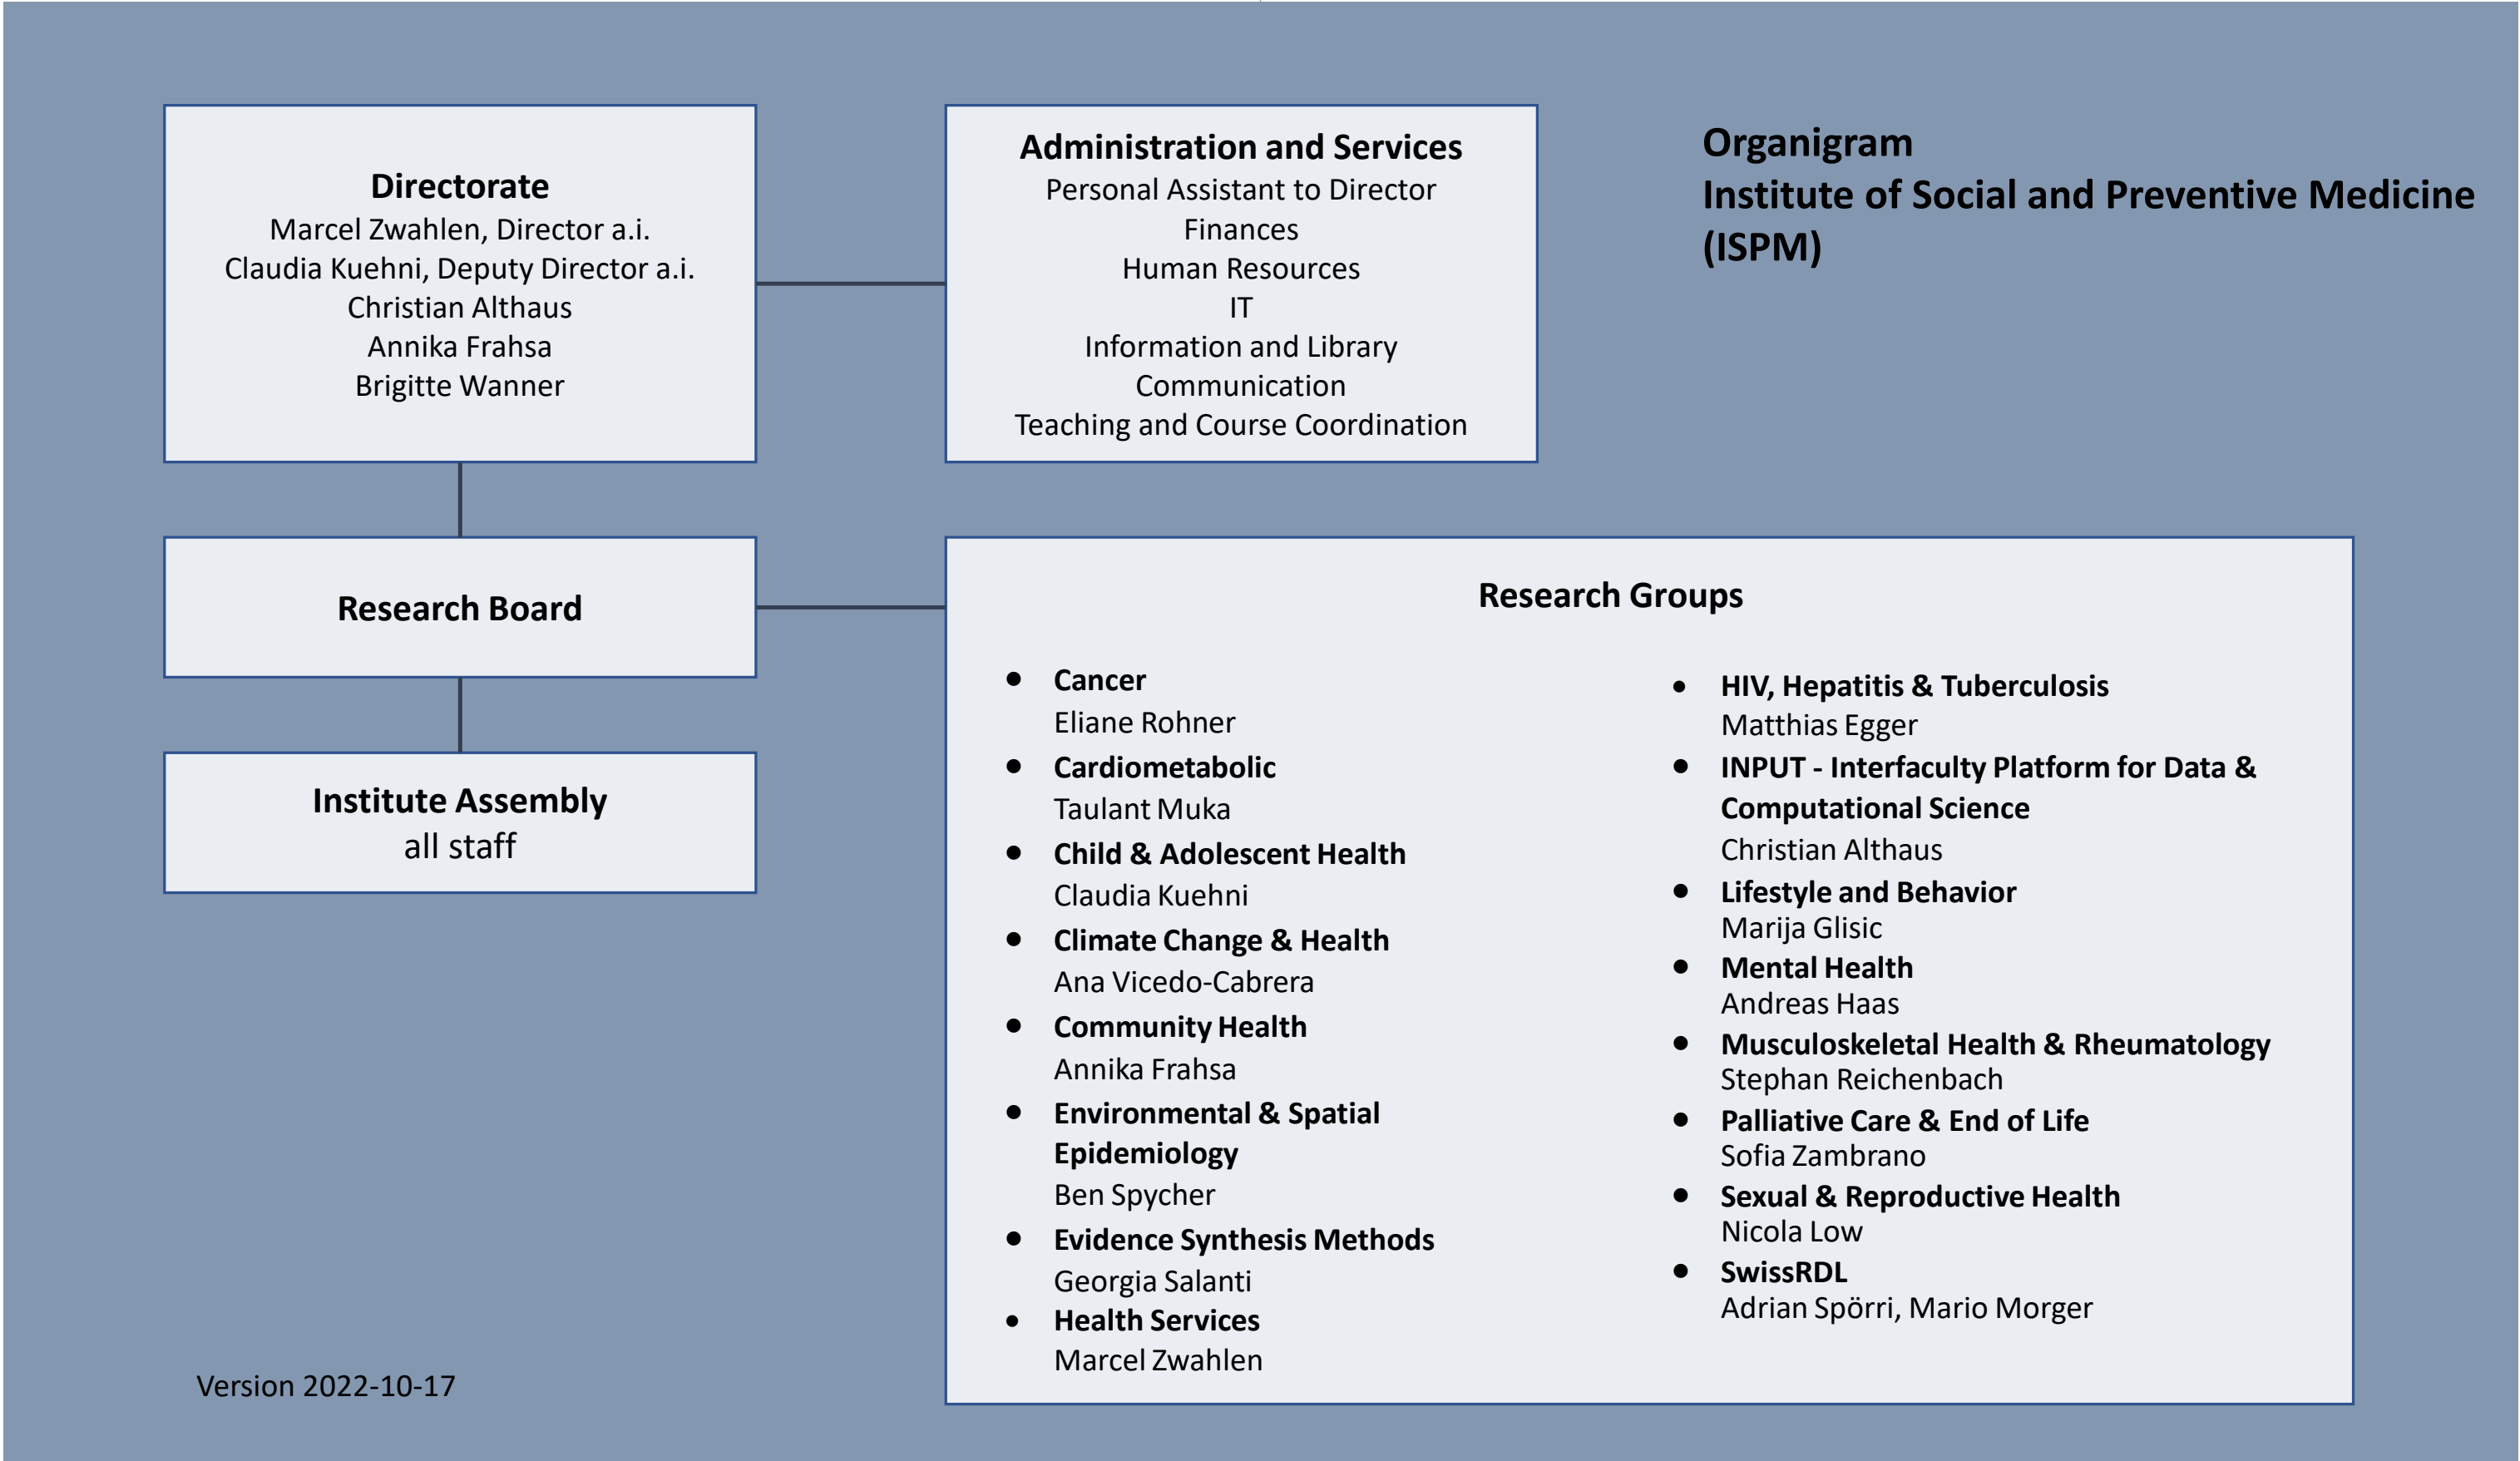 Organigram
Institute of Social and Preventive Medicine
(ISPM)
Directorate
Marcel Zwahlen, Director a.i.
Claudia Kuehni, Deputy Director a.i.
Christian Althaus
Annika Frahsa
Brigitte Wanner
Administration and Services
Personal Assistant to Director
Finances
Human Resources
IT
Information and Library
Communication
Teaching and Course Coordination
Research Board
Institute Assembly
all staff
Research Groups
• Cancer
Eliane Rohner
• Cardiometabolic
Taulant Muka
• Child & Adolescent Health
Claudia Kuehni
• Climate Change & Health
Ana Vicedo-Cabrera
• Community Health
Annika Frahsa
• Environmental & Spatial
Epidemiology
Ben Spycher
• Evidence Synthesis Methods
Georgia Salanti
• Health Services
Marcel Zwahlen
• HIV, Hepatitis & Tuberculosis
Matthias Egger
• INPUT - Interfaculty Platform for Data &
Computational Science
Christian Althaus
• Lifestyle and Behavior
Marija Glisic
• Mental Health
Andreas Haas
• Musculoskeletal Health & Rheumatology
Stephan Reichenbach
• Palliative Care & End of Life
Sofia Zambrano
• Sexual & Reproductive Health
Nicola Low
• SwissRDL
Adrian Spörri, Mario Morger
Version 2022-10-17